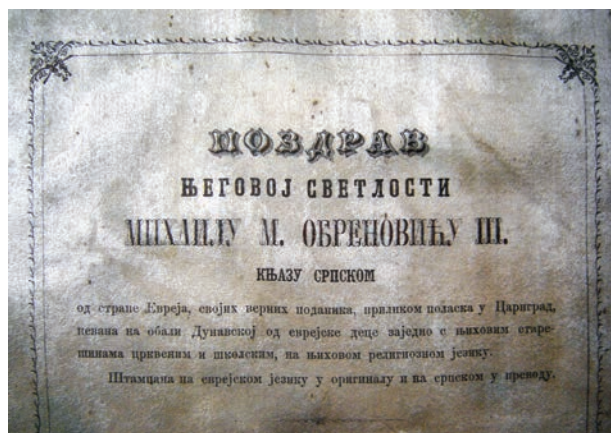 ПОЗДРАВ
ЊЕГОВОЈ СВЕТЛОСТИ
МИХАИЛУ М. ОБРЕНОВИЋУ III.
КЊАЗУ СРПСКОМ
од стране Евреја, својих верних поданика, приликом поласка у Цариград,
певана на обали Дунавској од еврејске деце заједно с њиховим старе-
шинама црквеним и школским, на њиховом религиозном језику.
Штампана на еврејском језику у оригиналу и на српском у преводу.